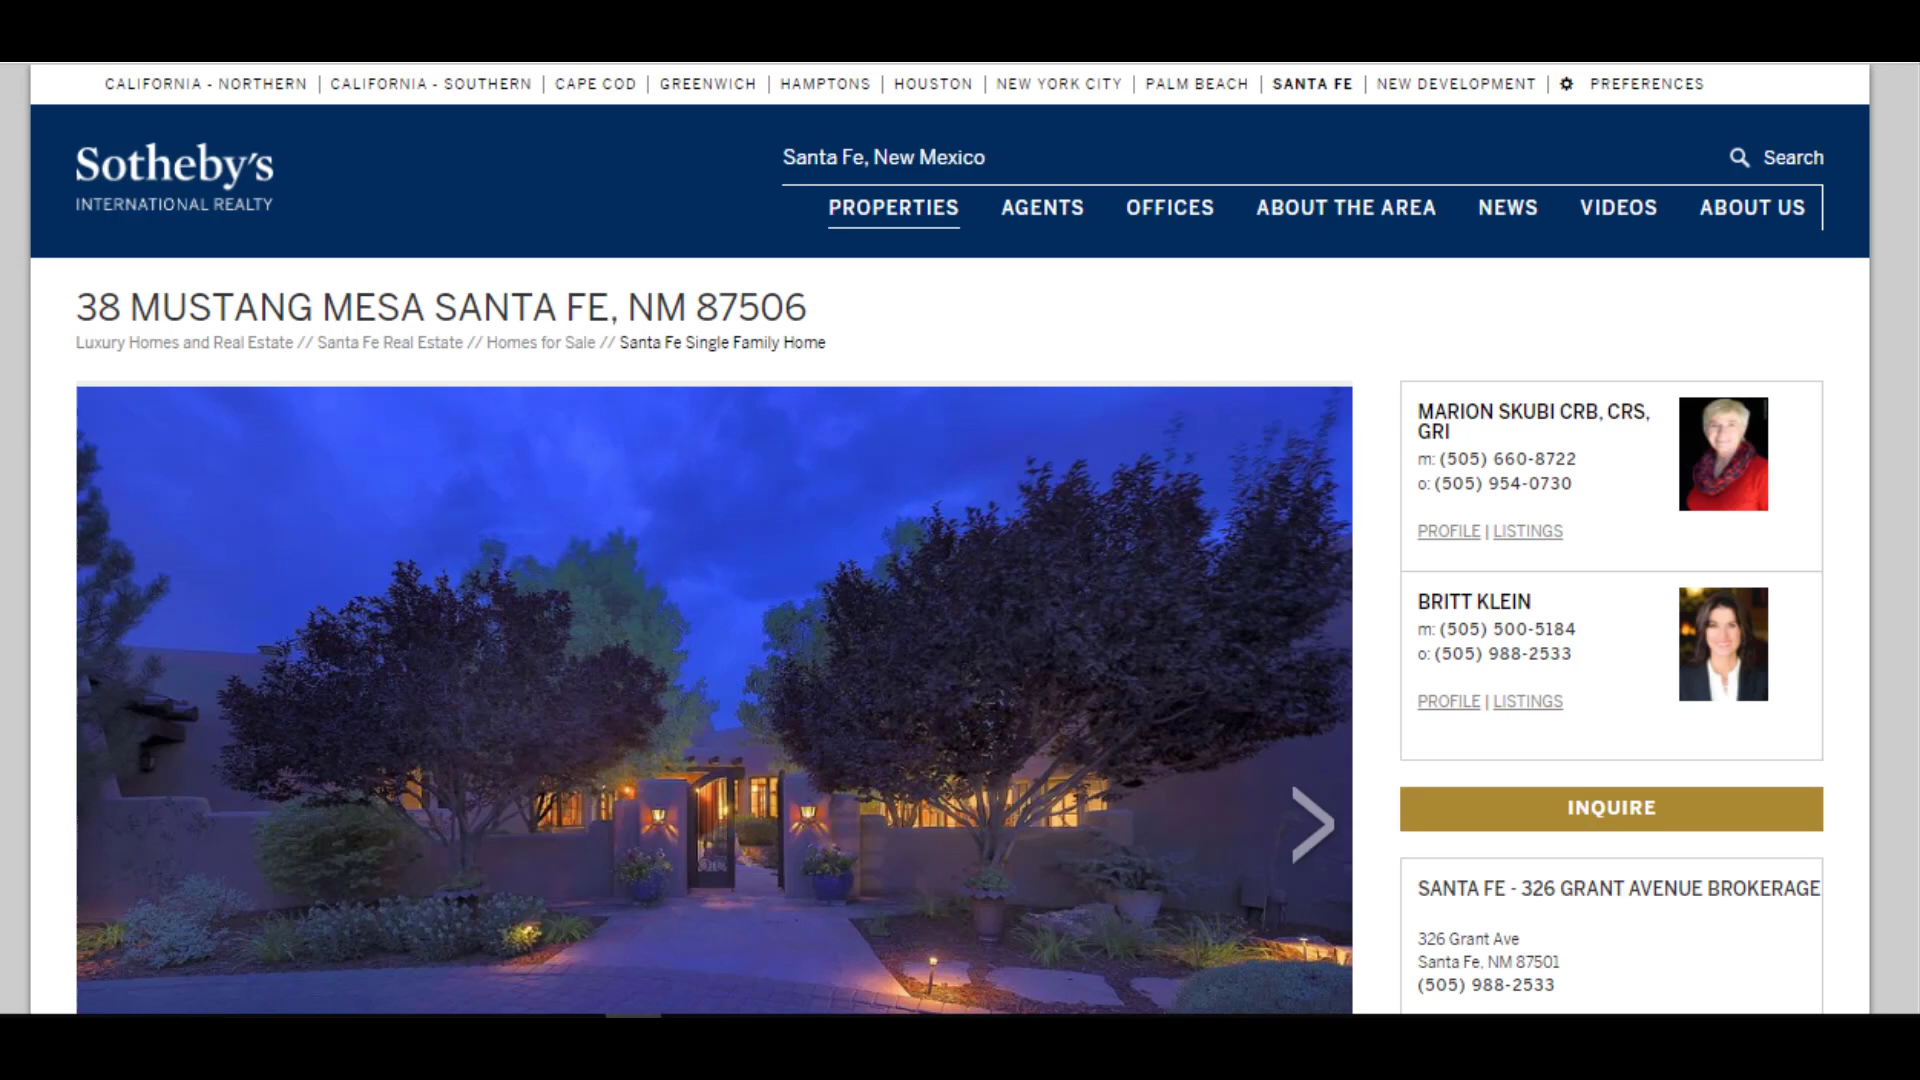 CALIFORNIA - NORTHERN | CALIFORNIA - SOUTHERN | CAPE COD | GREENWICH | HAMPTONS | HOUSTON | NEW YORK CITY | PALM BEACH | SANTA FE | NEW DEVELOPMENT | PREFERENCES
Sotheby's
INTERNATIONAL REALTY
Santa Fe, New Mexico
Search
PROPERTIES AGENTS OFFICES ABOUT THE AREA NEWS VIDEOS ABOUT US
38 MUSTANG MESA SANTA FE, NM 87506
Luxury Homes and Real Estate // Santa Fe Real Estate // Homes for Sale // Santa Fe Single Family Home
MARION SKUBI CRB, CRS,
GRI
m: (505) 660-8722
o: (505) 954-0730
PROFILE | LISTINGS
BRITT KLEIN
m: (505) 500-5184
o: (505) 988-2533
PROFILE | LISTINGS
INQUIRE
SANTA FE - 326 GRANT AVENUE BROKERAGE
326 Grant Ave
Santa Fe, NM 87501
(505) 988-2533